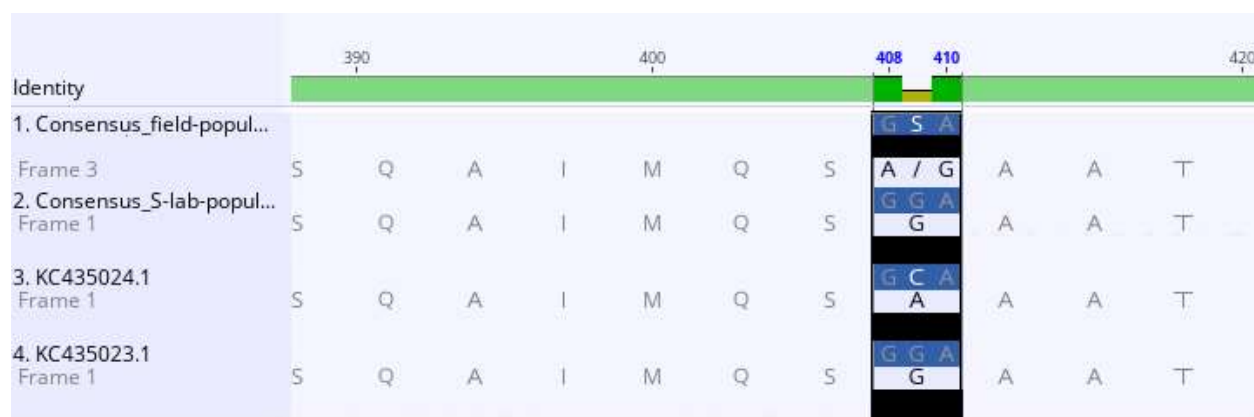 390 400 408 410 420
Identity
1. Consensus_field-popul... G S A
Frame 3 S Q A I M Q S A / G A A T
2. Consensus_S-lab-popul... G G A
Frame 1 S Q A I M Q S G A A T
3. KC435024.1 G C A
Frame 1 S Q A I M Q S A A A T
4. KC435023.1 G G A
Frame 1 S Q A I M Q S G A A T